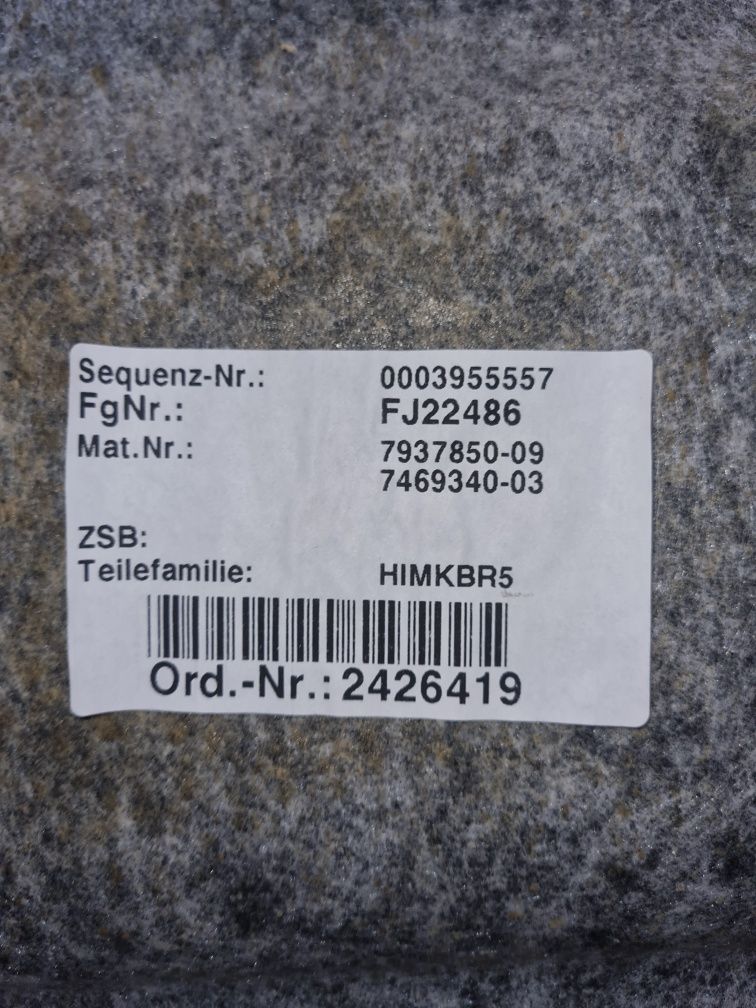 Sequenz-Nr.: 0003955557
FgNr.: FJ22486
Mat.Nr.: 7937850-09
7469340-03
ZSB:
Teilefamilie: HIMKBR5
Ord.-Nr.: 2426419